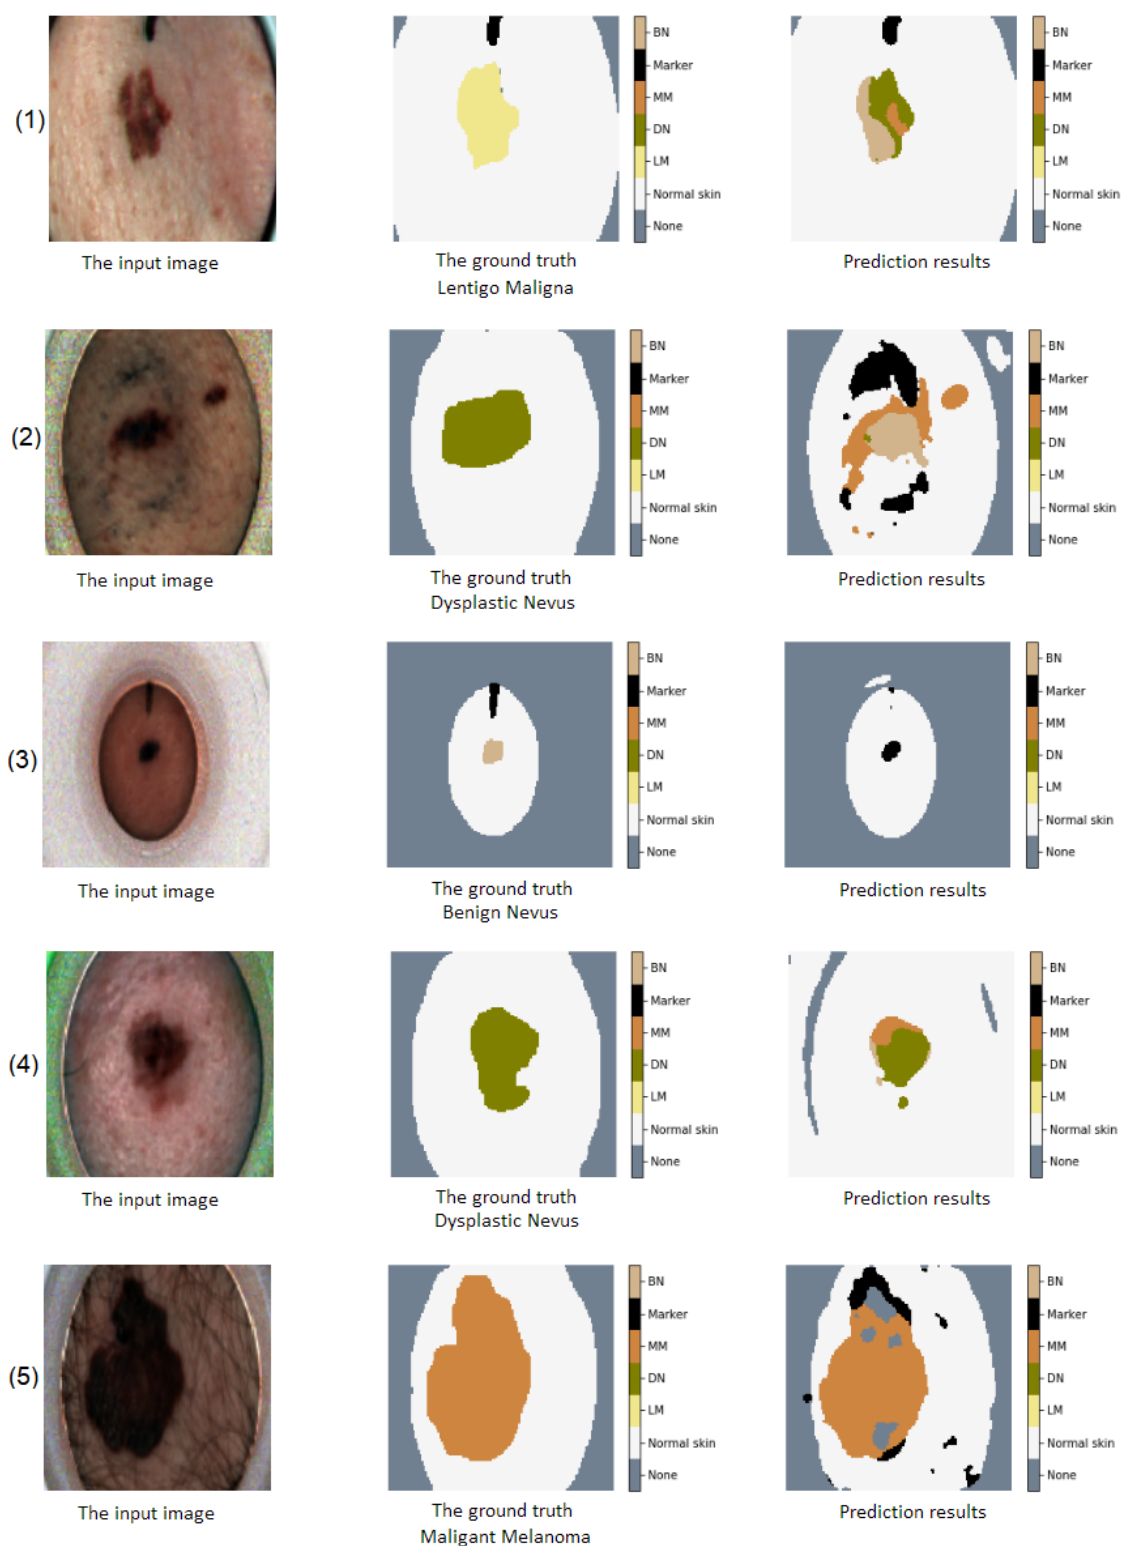 (1)
BN
Marker
MM
DN
LM
Normal skin
None
BN
Marker
MM
DN
LM
Normal skin
None
The input image
The ground truth
Lentigo Maligna
Prediction results
(2)
BN
Marker
MM
DN
LM
Normal skin
None
BN
Marker
MM
DN
LM
Normal skin
None
The input image
The ground truth
Dysplastic Nevus
Prediction results
(3)
BN
Marker
MM
DN
LM
Normal skin
None
BN
Marker
MM
DN
LM
Normal skin
None
The input image
The ground truth
Benign Nevus
Prediction results
(4)
BN
Marker
MM
DN
LM
Normal skin
None
BN
Marker
MM
DN
LM
Normal skin
None
The input image
The ground truth
Dysplastic Nevus
Prediction results
(5)
BN
Marker
MM
DN
LM
Normal skin
None
BN
Marker
MM
DN
LM
Normal skin
None
The input image
The ground truth
Maligant Melanoma
Prediction results